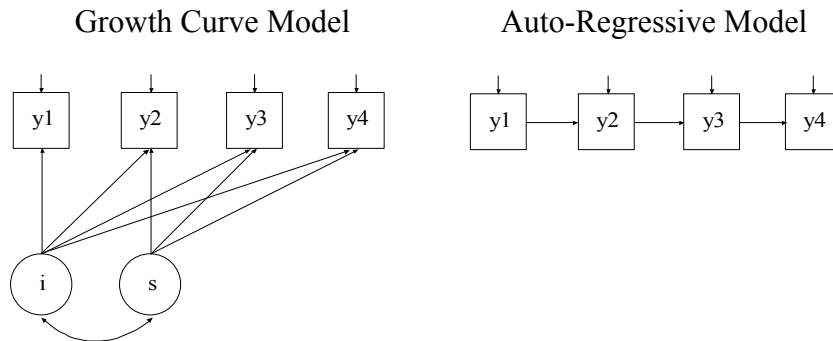 Growth Curve Model
Auto-Regressive Model
y1 y2 y3 y4
y1 y2 y3 y4
i s